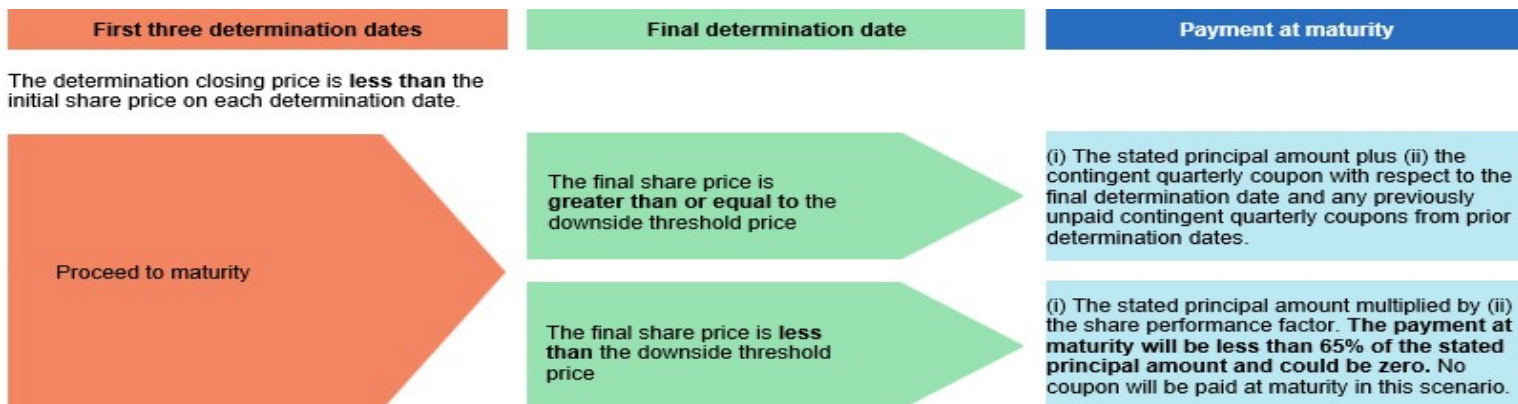 First three determination dates
Final determination date
Payment at maturity
The determination closing price is less than the
initial share price on each determination date.
Proceed to maturity
The final share price is
greater than or equal to the
downside threshold price
(i) The stated principal amount plus (ii) the
contingent quarterly coupon with respect to the
final determination date and any previously
unpaid contingent quarterly coupons from prior
determination dates.
The final share price is less
than the downside threshold
price
(i) The stated principal amount multiplied by (ii)
the share performance factor. The payment at
maturity will be less than 65% of the stated
principal amount and could be zero. No
coupon will be paid at maturity in this scenario.